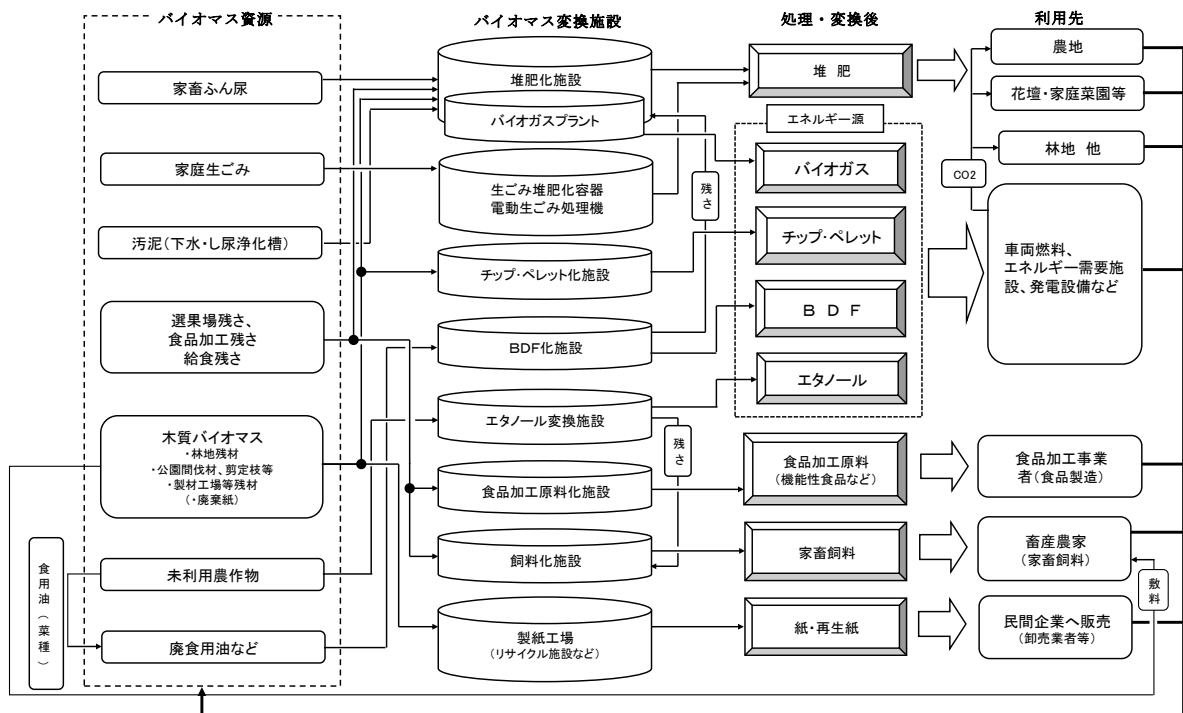 バイオマス資源
バイオマス変換施設
処理・変換後
利用先
家畜ふん尿
家庭生ごみ
汚泥(下水・し尿浄化槽)
選果場残さ、
食品加工残さ
給食残さ
木質バイオマス
・林地残材
・公園間伐材、剪定枝等
・製材工場等残材
(・廃棄紙)
未利用農作物
廃食用油など
食用油(菜種)
堆肥化施設
バイオガスプラント
生ごみ堆肥化容器
電動生ごみ処理機
チップ・ペレット化施設
BDF化施設
エタノール変換施設
食品加工原料化施設
飼料化施設
製紙工場
(リサイクル施設など)
残さ
残さ
堆 肥
エネルギー源
バイオガス
チップ・ペレット
B D F
エタノール
食品加工原料
(機能性食品など)
家畜飼料
紙・再生紙
農地
花壇・家庭菜園等
林地 他
CO2
車両燃料、
エネルギー需要施
設、発電設備など
食品加工事業
者(食品製造)
畜産農家
(家畜飼料)
敷料
民間企業へ販売
(卸売業者等)